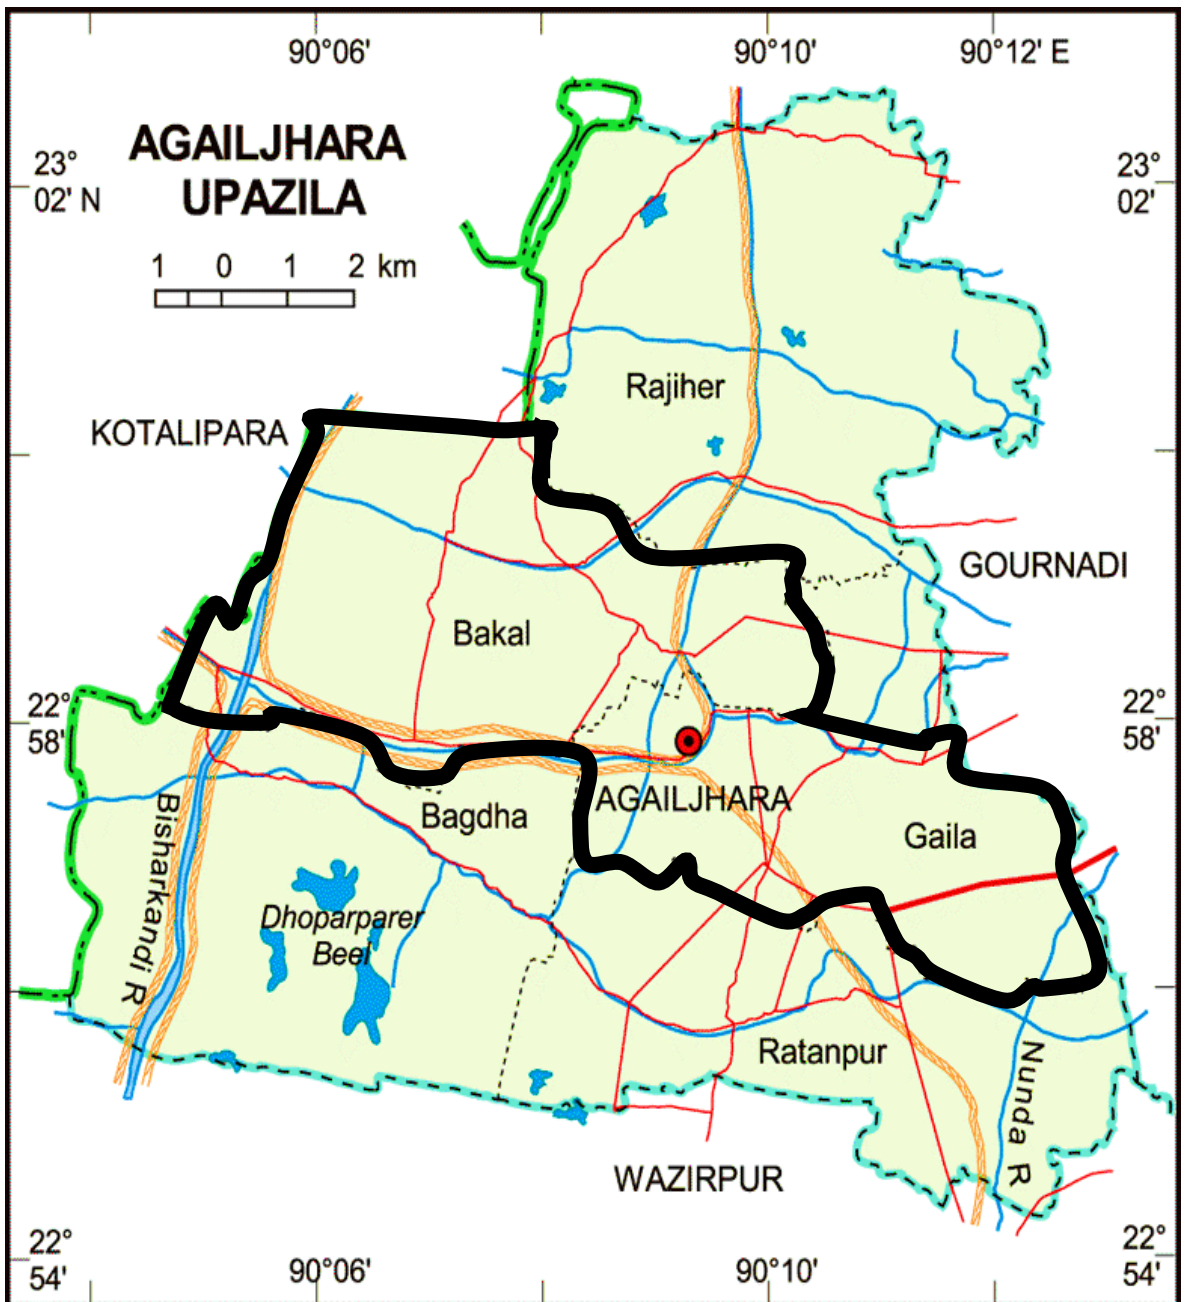 90°06' 90°10' 90°12' E
AGAILJHARA
UPAZILA
23°
02' N
23°
02'
1 0 1 2 km
Rajiher
KOTALIPARA
GOURNADI
Bakal
22°
58'
22°
58'
AGAILJHARA
Bagdha
Gaila
Bisharkandi R
Dhoparparer
Beel
Ratanpur
Nunda R
WAZIRPUR
22°
54'
22°
54'
90°06' 90°10'